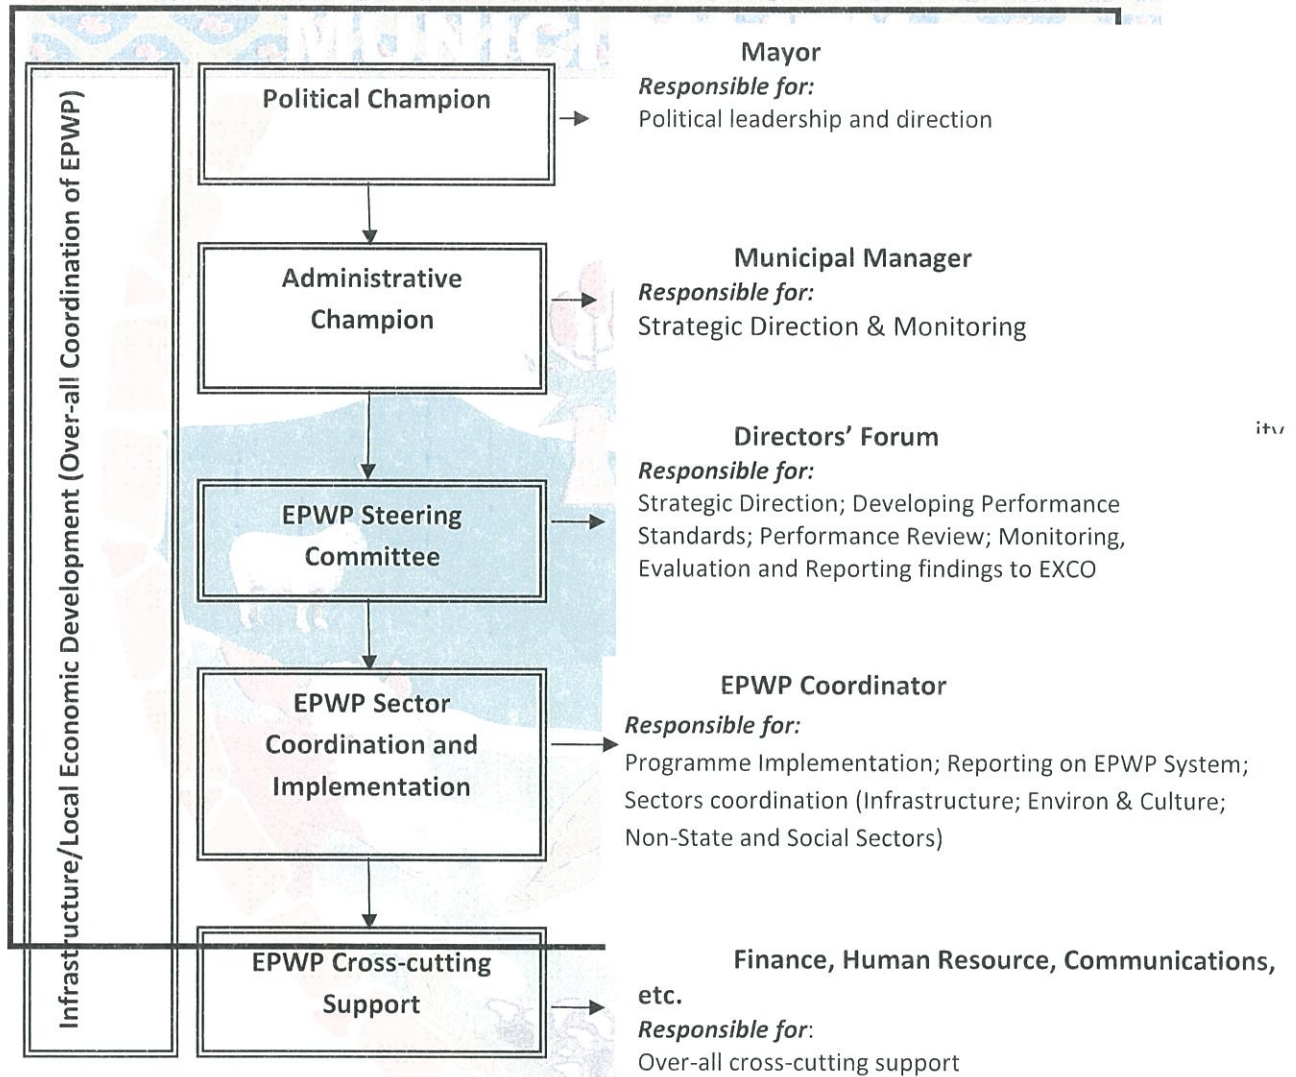 MUNICI
Infrastructure/Local Economic Development (Over-all Coordination of EPWP)
Political Champion
Mayor
Responsible for:
Political leadership and direction
Administrative
Champion
Municipal Manager
Responsible for:
Strategic Direction & Monitoring
EPWP Steering
Committee
Directors' Forum
Responsible for:
Strategic Direction; Developing Performance
Standards; Performance Review; Monitoring,
Evaluation and Reporting findings to EXCO
EPWP Sector
Coordination and
Implementation
EPWP Coordinator
Responsible for:
Programme Implementation; Reporting on EPWP System;
Sectors coordination (Infrastructure; Environ & Culture;
Non-State and Social Sectors)
EPWP Cross-cutting
Support
Finance, Human Resource, Communications,
etc.
Responsible for:
Over-all cross-cutting support